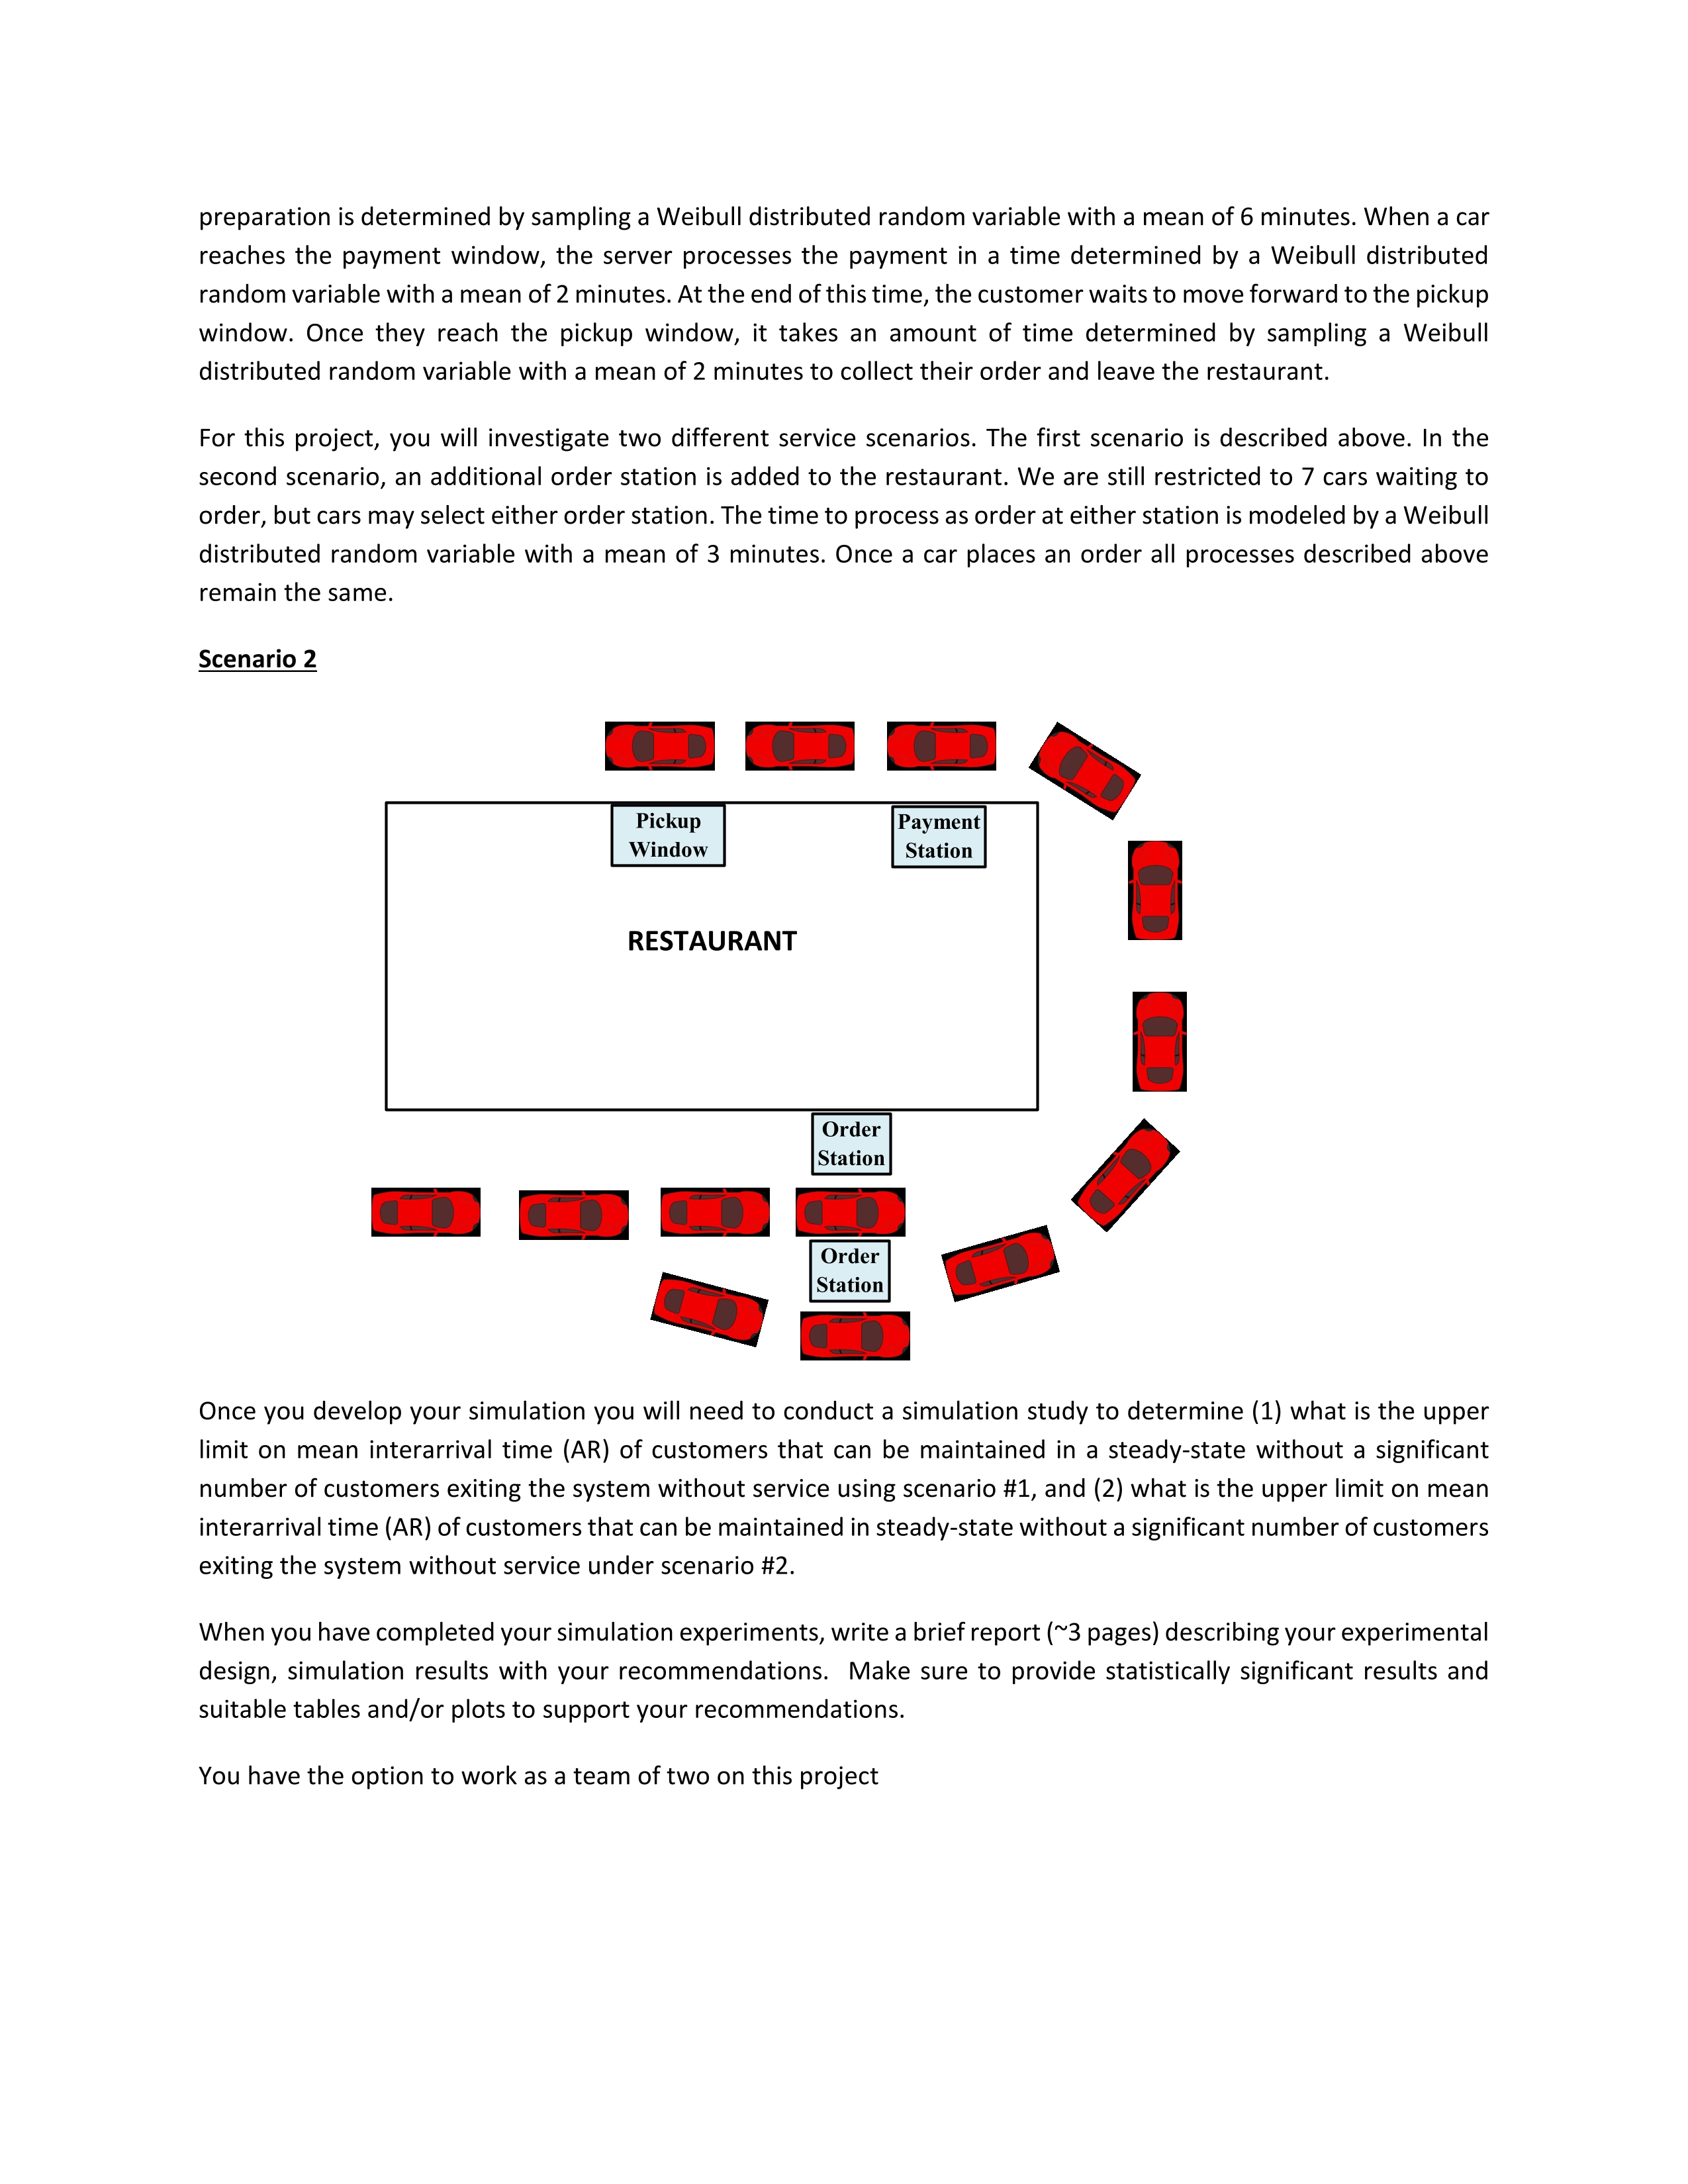 preparation is determined by sampling a Weibull distributed random variable with a mean of 6 minutes. When a car
reaches the payment window, the server processes the payment in a time determined by a Weibull distributed
random variable with a mean of 2 minutes. At the end of this time, the customer waits to move forward to the pickup
window. Once they reach the pickup window, it takes an amount of time determined by sampling a Weibull
distributed random variable with a mean of 2 minutes to collect their order and leave the restaurant.
For this project, you will investigate two different service scenarios. The first scenario is described above. In the
second scenario, an additional order station is added to the restaurant. We are still restricted to 7 cars waiting to
order, but cars may select either order station. The time to process as order at either station is modeled by a Weibull
distributed random variable with a mean of 3 minutes. Once a car places an order all processes described above
remain the same.
Scenario 2
Pickup
Window
Payment
Station
RESTAURANT
Order
Station
Order
Station
Once you develop your simulation you will need to conduct a simulation study to determine (1) what is the upper
limit on mean interarrival time (AR) of customers that can be maintained in a steady-state without a significant
number of customers exiting the system without service using scenario #1, and (2) what is the upper limit on mean
interarrival time (AR) of customers that can be maintained in steady-state without a significant number of customers
exiting the system without service under scenario #2.
When you have completed your simulation experiments, write a brief report (~3 pages) describing your experimental
design, simulation results with your recommendations.  Make sure to provide statistically significant results and
suitable tables and/or plots to support your recommendations.
You have the option to work as a team of two on this project